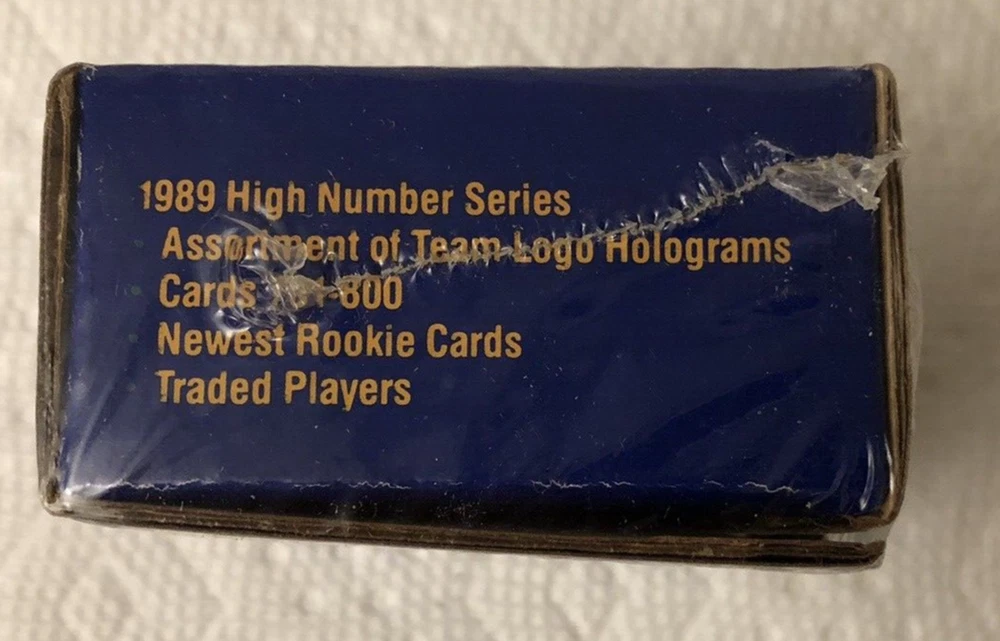 1989 High Number Series
Assortment of Team Logo Holograms
Cards -800
Newest Rookie Cards
Traded Players